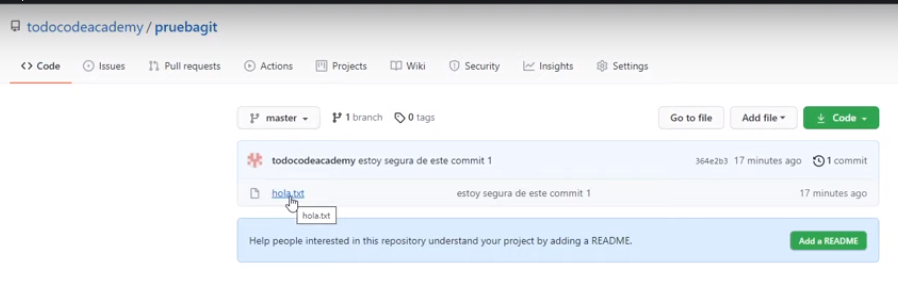 todocodeacademy / pruebagit
Code Issues Pull requests Actions Projects Wiki Security Insights Settings
master 1 branch 0 tags Go to file Add file Code
todocodeacademy estoy segura de este commit 1 364e2b3 17 minutes ago 1 commit
hola.txt estoy segura de este commit 1 17 minutes ago
hola.txt
Help people interested in this repository understand your project by adding a README. Add a README